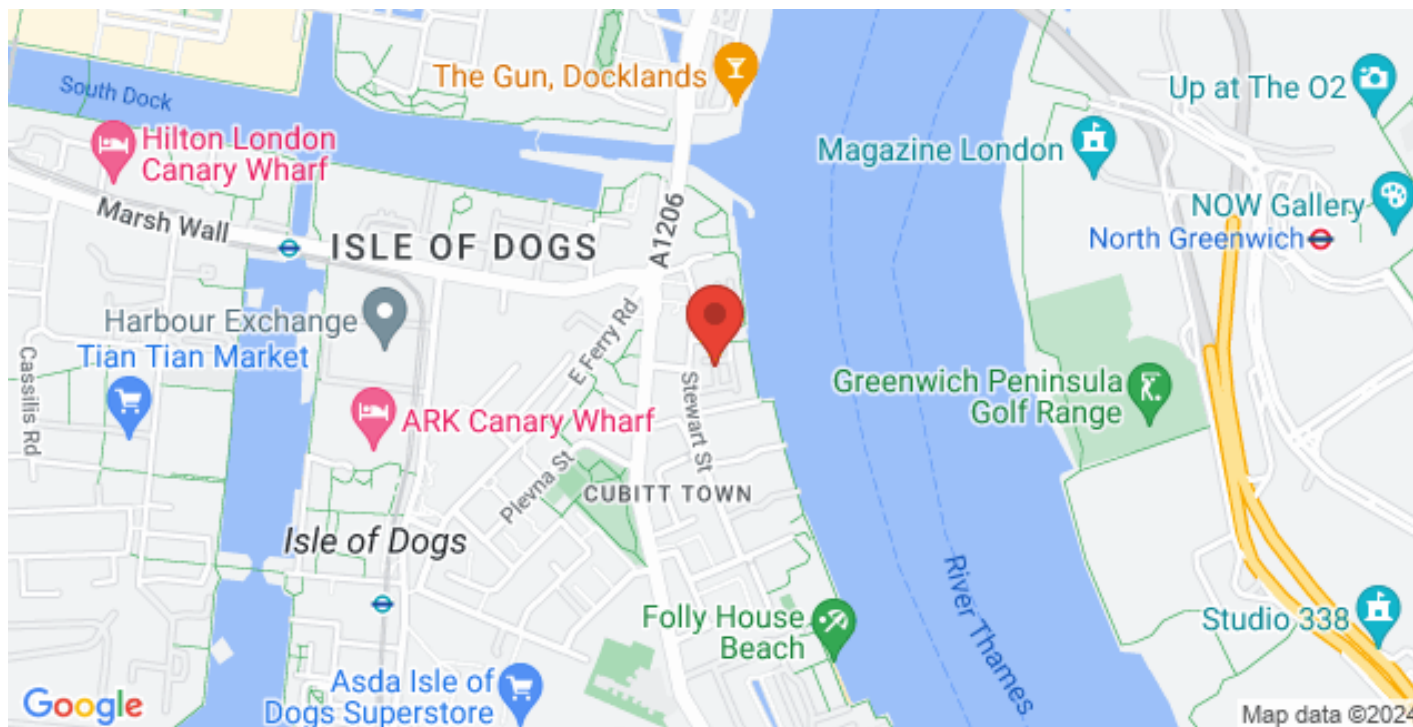 The Gun, Docklands
Up at The O2
South Dock
Hilton London
Canary Wharf
Magazine London
Marsh Wall
A1206
NOW Gallery
ISLE OF DOGS
North Greenwich
Harbour Exchange
E Ferry Rd
Tian Tian Market
Cassilis Rd
Stewart St
Greenwich Peninsula
Golf Range
ARK Canary Wharf
Plevna St
CUBITT TOWN
Isle of Dogs
River Thames
Folly House
Beach
Studio 338
Asda Isle of
Dogs Superstore
Google
Map data ©2024